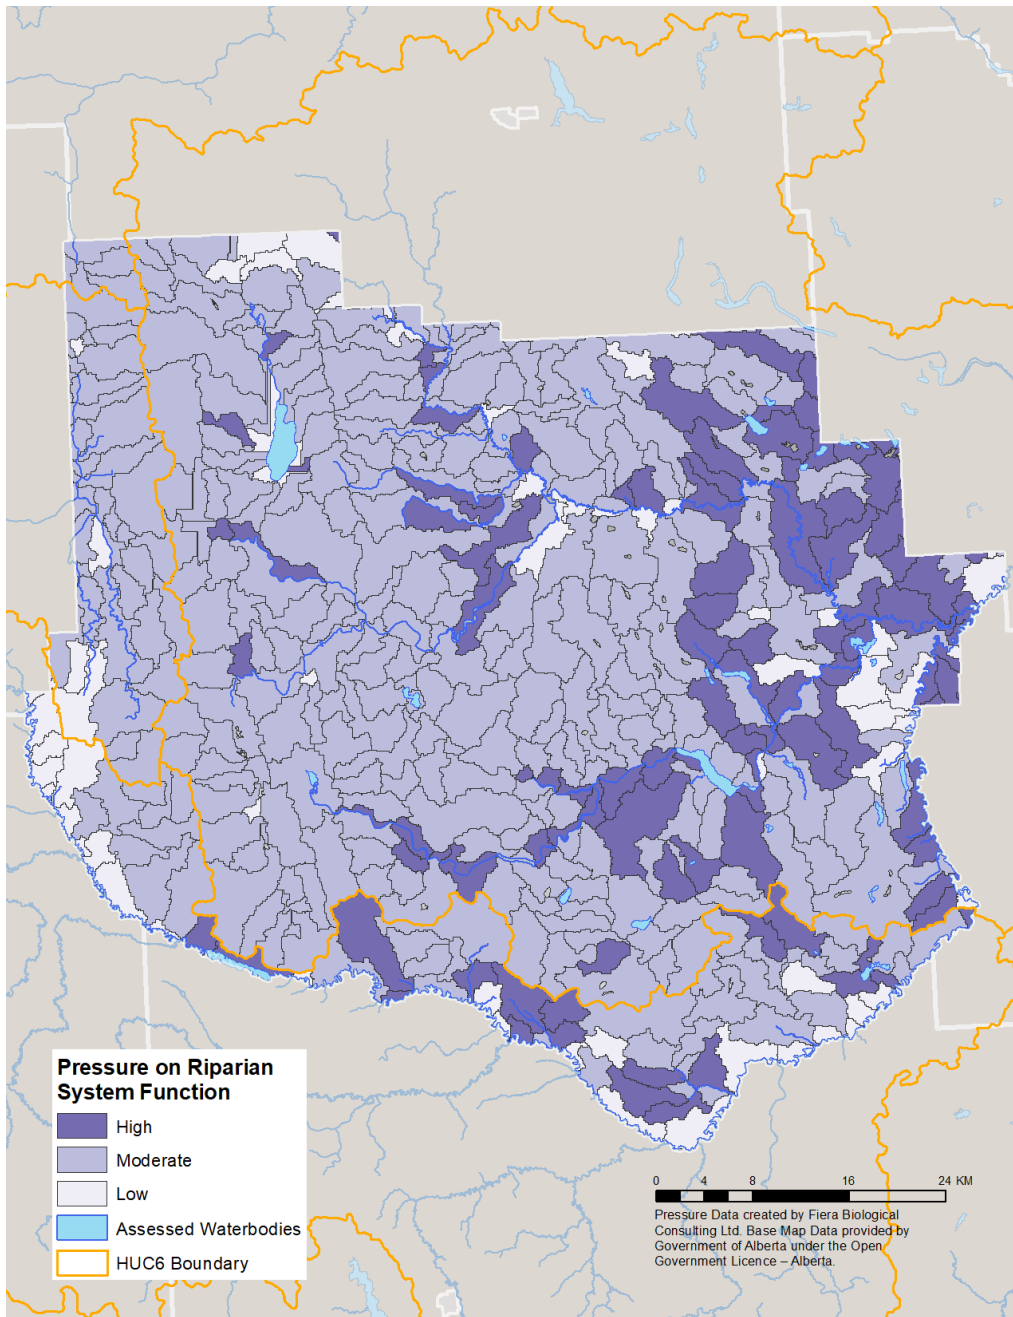 Pressure on Riparian
System Function
High
Moderate
Low
Assessed Waterbodies
HUC6 Boundary
0 4 8 16 24 KM
Pressure Data created by Fiera Biological
Consulting Ltd. Base Map Data provided by
Government of Alberta under the Open
Government Licence – Alberta.